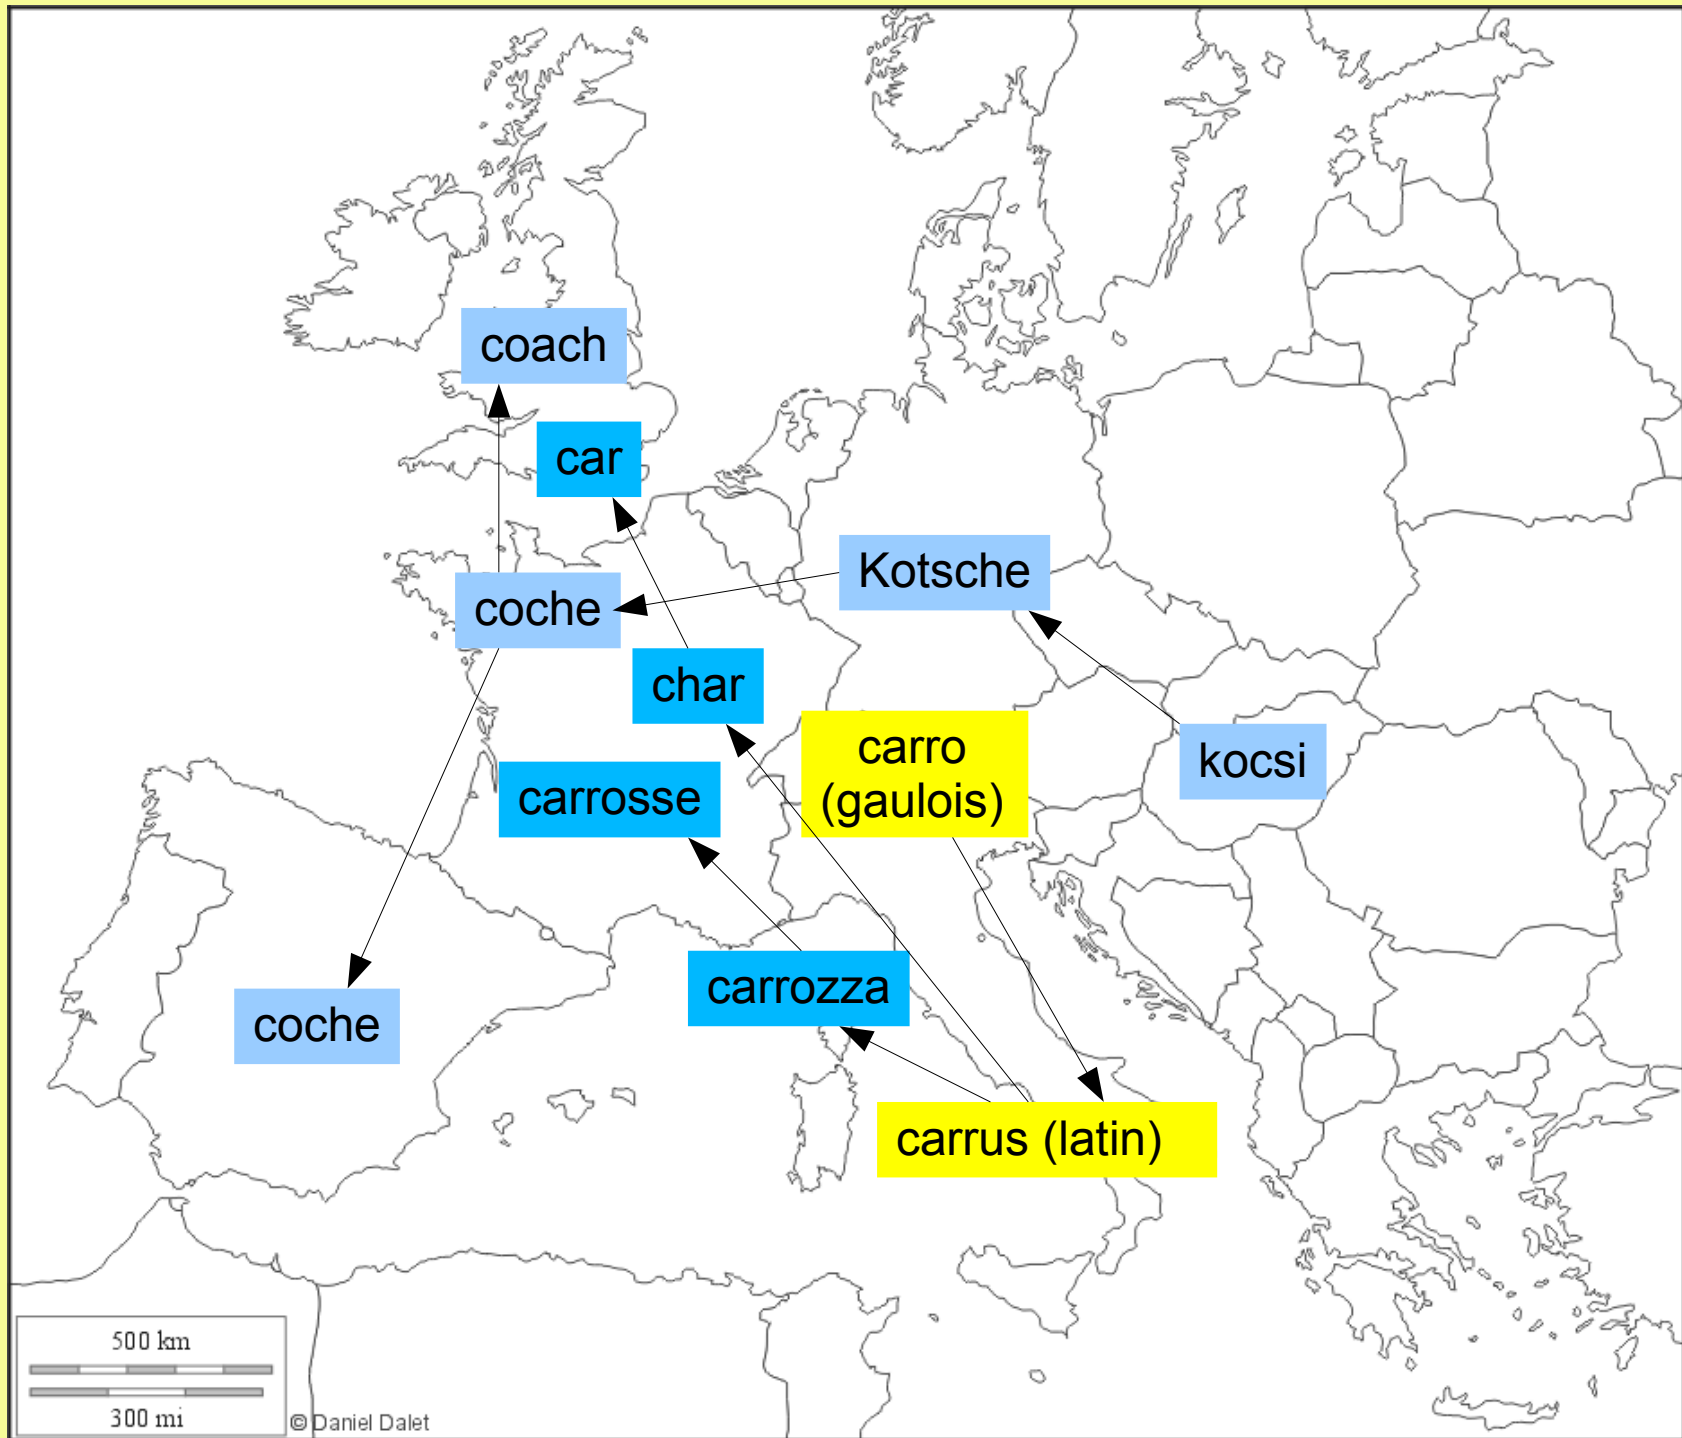 coach
car
Kotsche
coche
char
carro
(gaulois)
kocsi
carrosse
carrozza
coche
carrus (latin)
500 km
300 mi
© Daniel Dalet